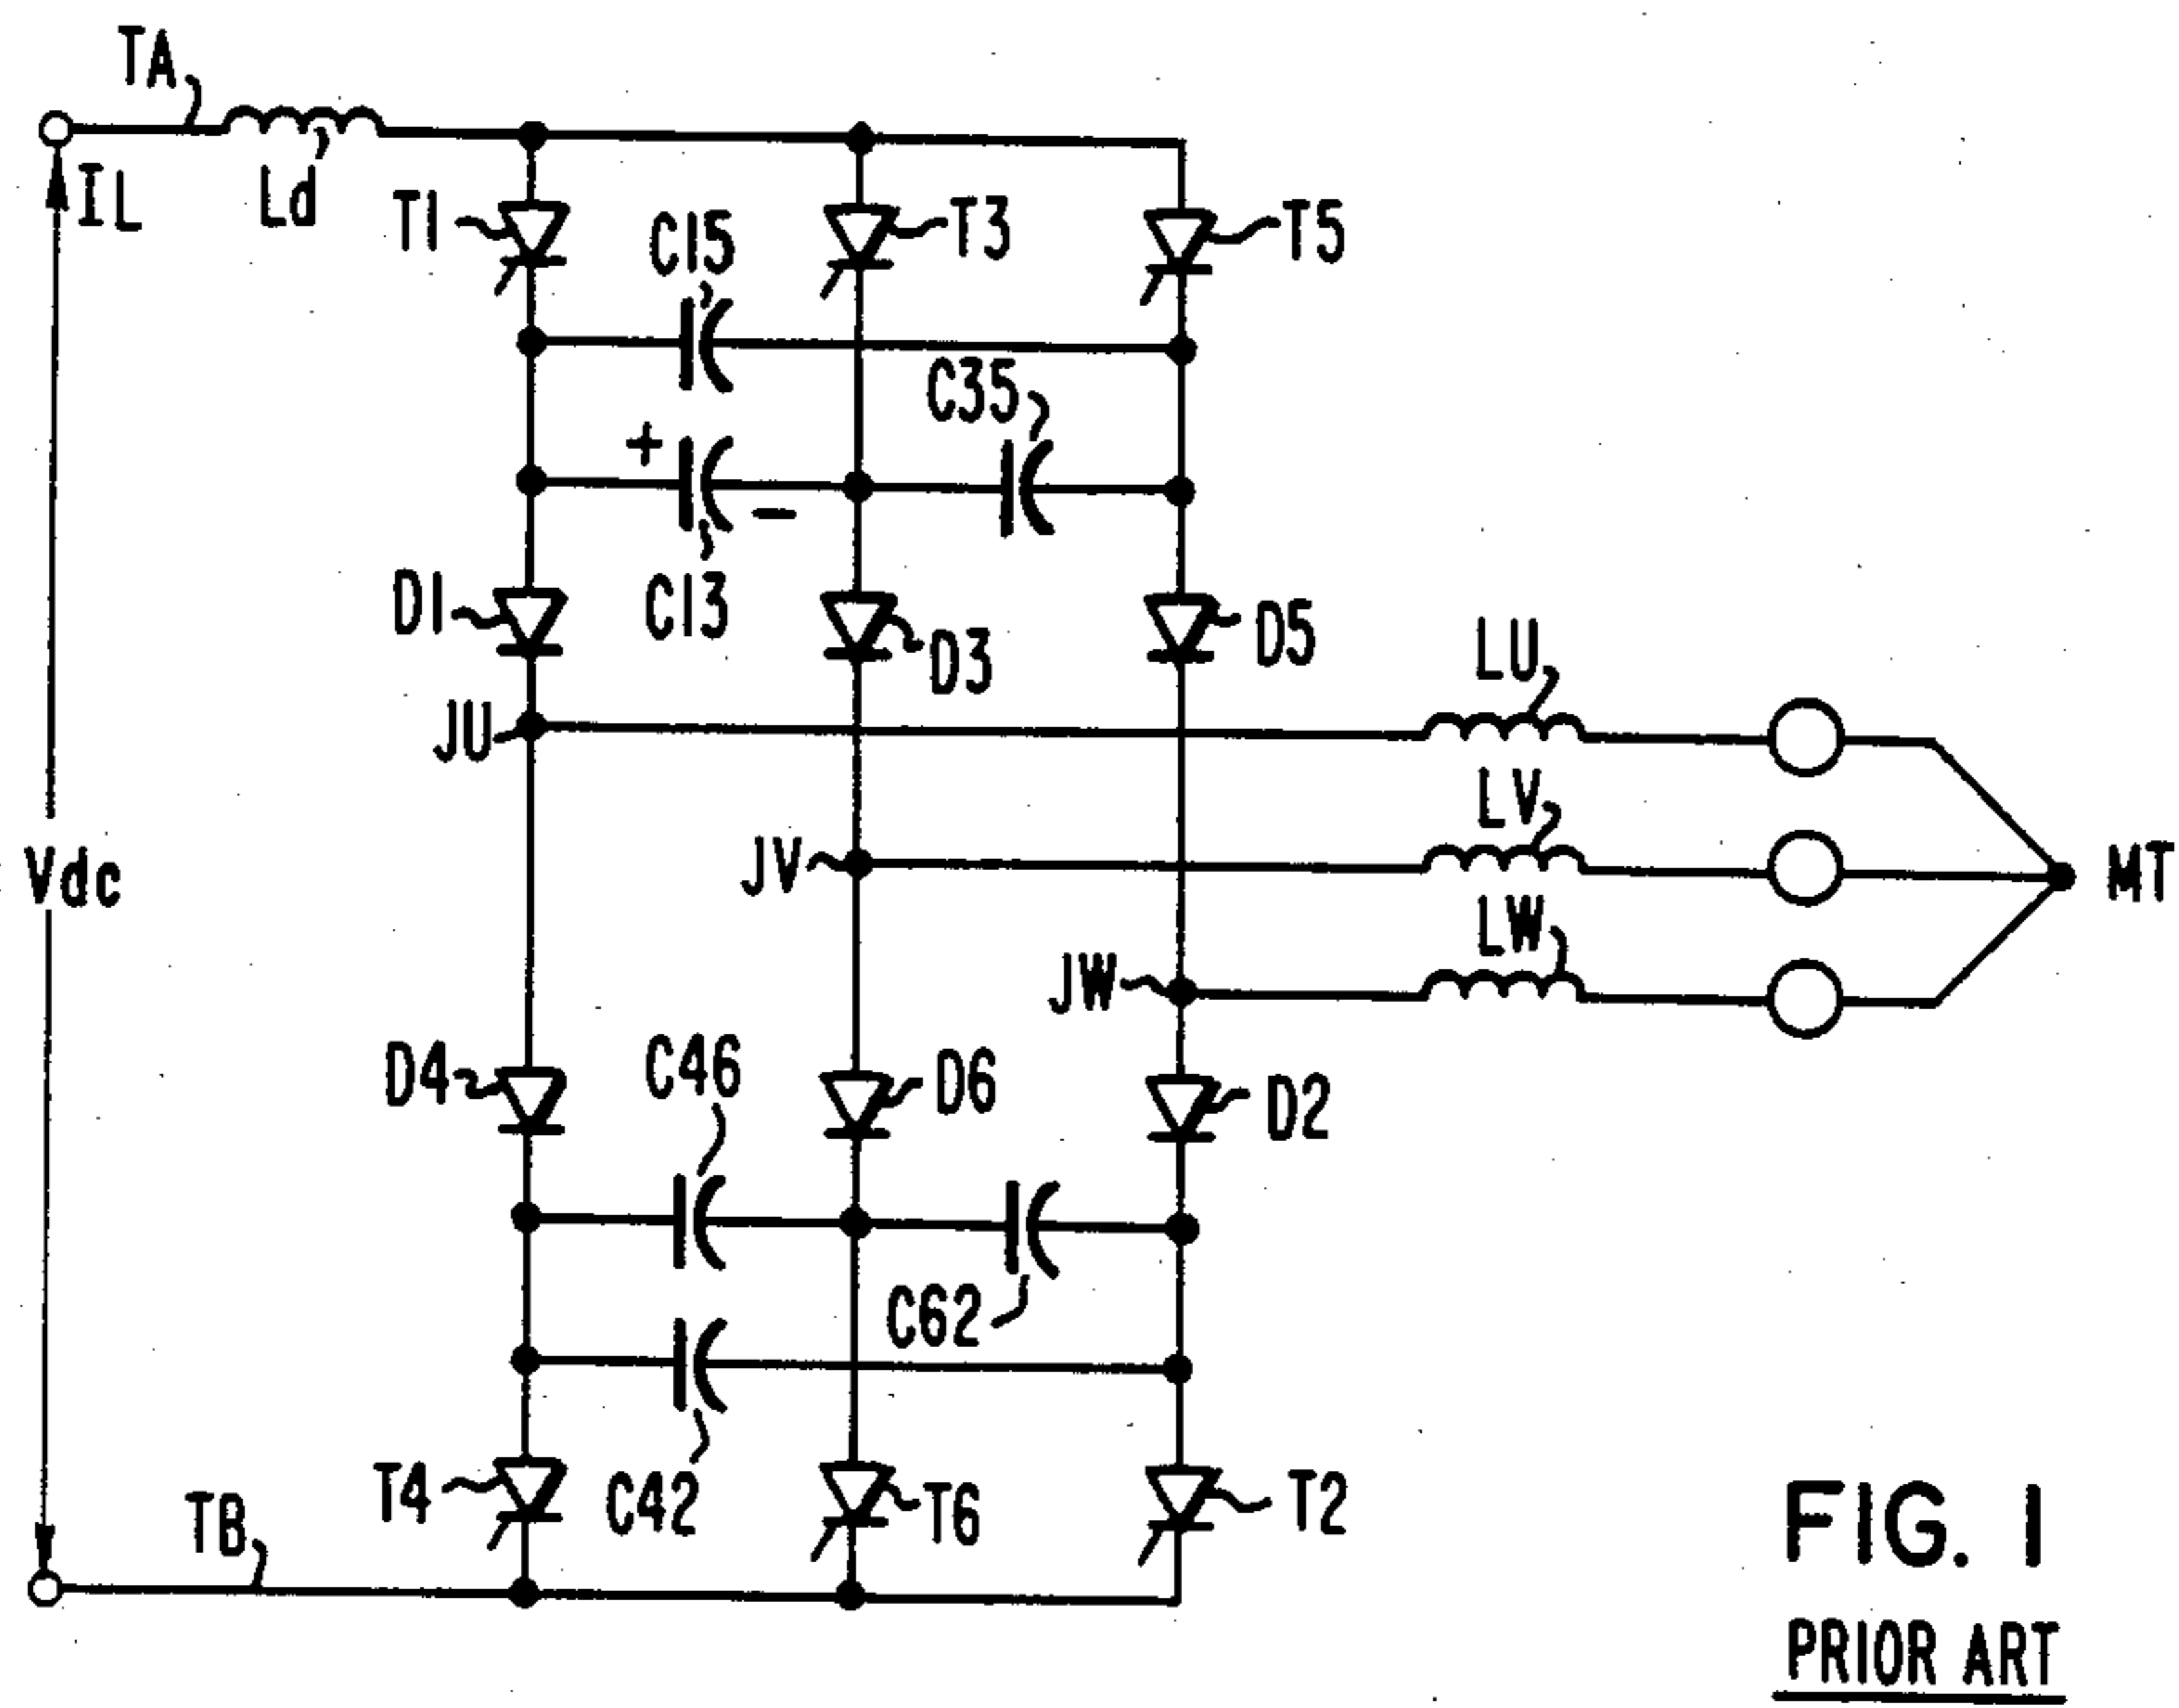 TA
IL
Ld
T1
C15
T3
T5
C35
+
-
D1
C13
D3
D5
LU
JU
LV
JV
Vdc
MT
LW
JW
D4
C46
D6
D2
C62
T4
C42
T6
T2
TB
FIG. 1
PRIOR ART